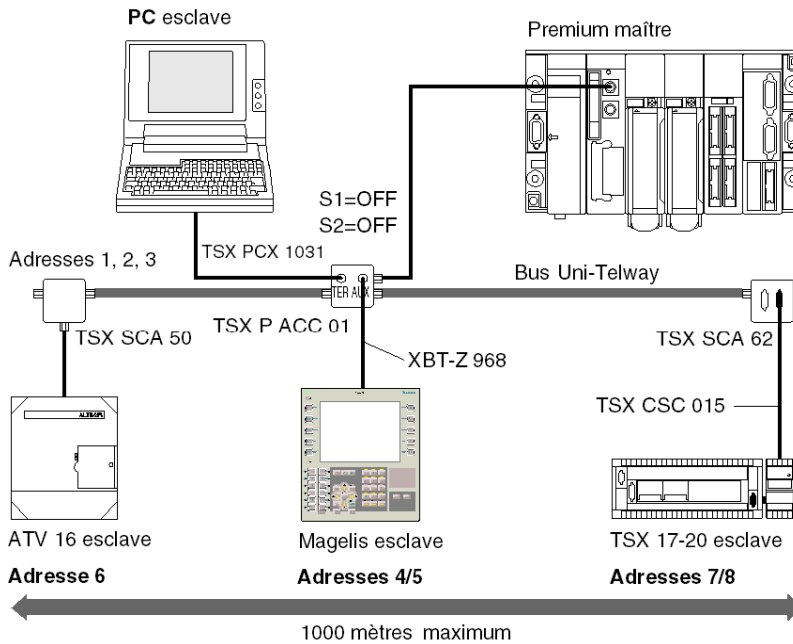 PC esclave
Premium maître
S1=OFF
S2=OFF
TSX PCX 1031
Adresses 1, 2, 3
Bus Uni-Telway
TER AUX
TSX SCA 50
TSX P ACC 01
TSX SCA 62
XBT-Z 968
TSX CSC 015
ATV 16 esclave
Magelis esclave
TSX 17-20 esclave
Adresse 6
Adresses 4/5
Adresses 7/8
1000 mètres maximum